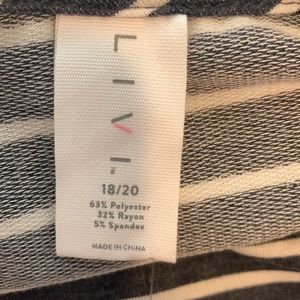 LIVI
18/20
63% Polyester
32% Rayon
5% Spandex
MADE IN CHINA